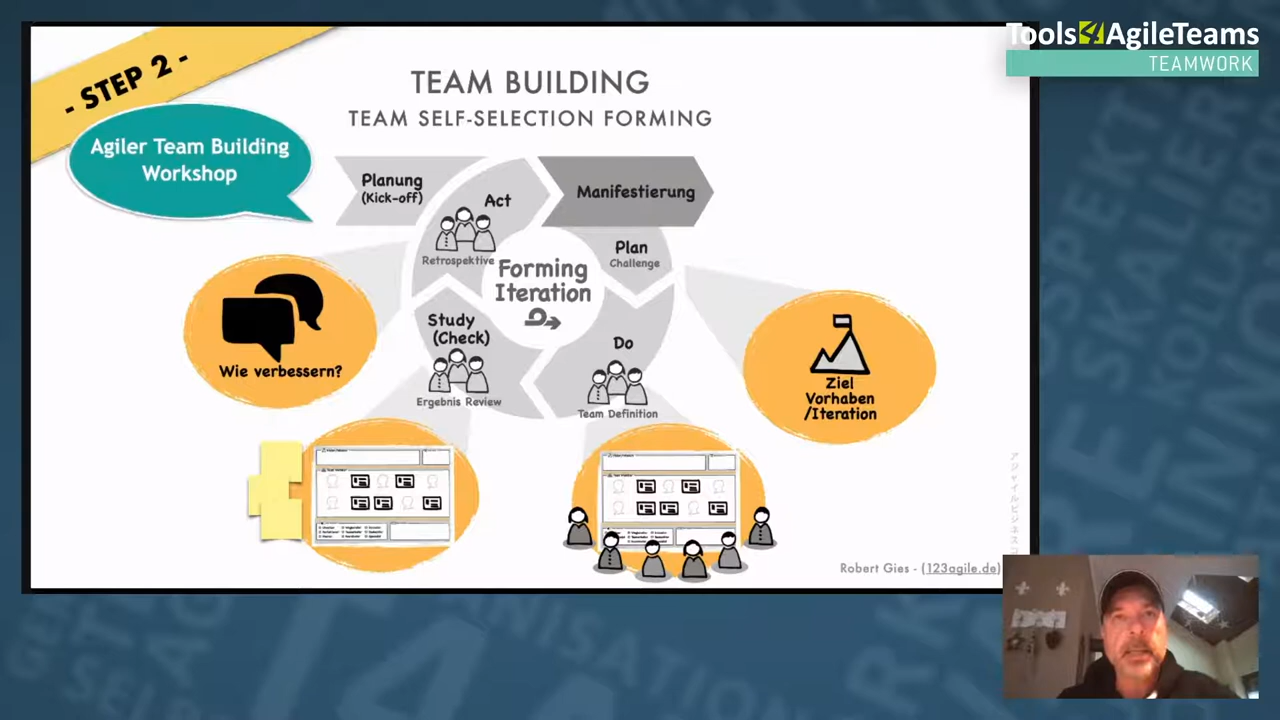 Tools4AgileTeams
TEAMWORK
- STEP 2 -
TEAM BUILDING
TEAM SELF-SELECTION FORMING
Agiler Team Building
Workshop
Planung
(Kick-off)
Act
Retrospektive
Manifestierung
Plan
Challenge
Forming
Iteration
Study
(Check)
Ergebnis Review
Do
Team Definition
Wie verbessern?
Ziel
Vorhaben
/Iteration
Robert Gies - (123agile.de)